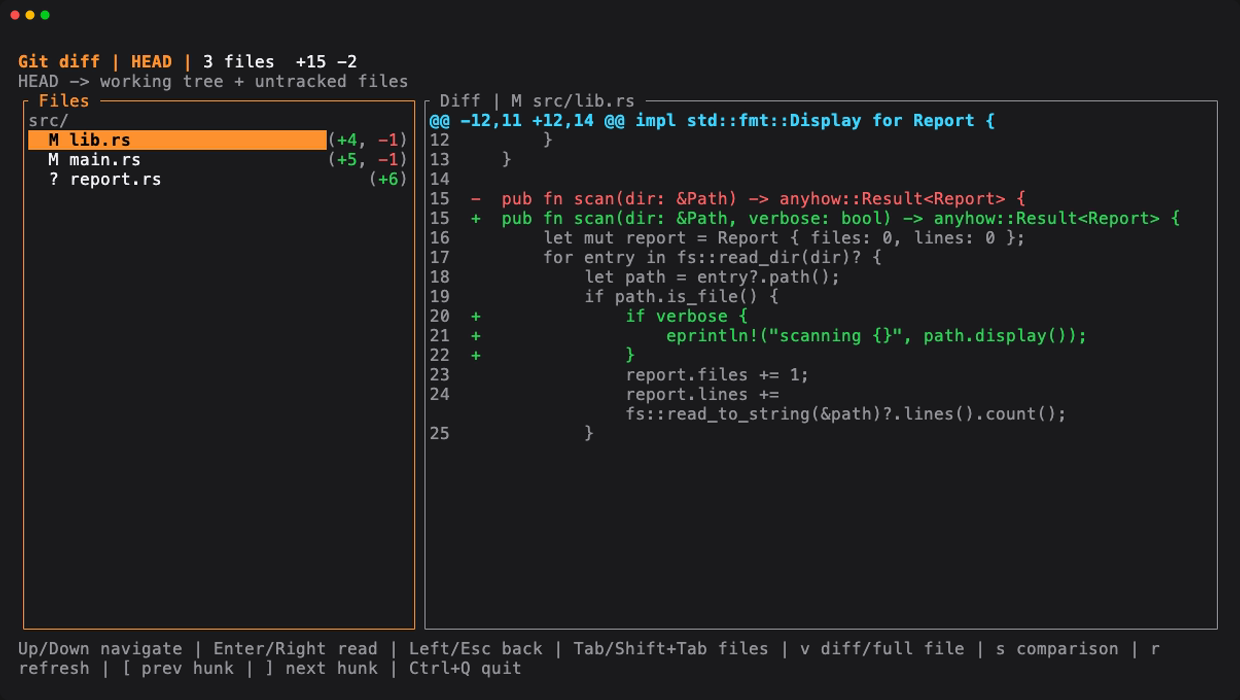 Git diff | HEAD | 3 files  +15 -2
HEAD -> working tree + untracked files
Files
src/
M lib.rs (+4, -1)
M main.rs (+5, -1)
? report.rs (+6)
Diff | M src/lib.rs
@@ -12,11 +12,14 @@ impl std::fmt::Display for Report {
12         }
13     }
14
15  -  pub fn scan(dir: &Path) -> anyhow::Result<Report> {
15  +  pub fn scan(dir: &Path, verbose: bool) -> anyhow::Result<Report> {
16         let mut report = Report { files: 0, lines: 0 };
17         for entry in fs::read_dir(dir)? {
18             let path = entry?.path();
19             if path.is_file() {
20  +              if verbose {
21  +                  eprintln!("scanning {}", path.display());
22  +              }
23                 report.files += 1;
24                 report.lines +=
                   fs::read_to_string(&path)?.lines().count();
25             }
Up/Down navigate | Enter/Right read | Left/Esc back | Tab/Shift+Tab files | v diff/full file | s comparison | r
refresh | [ prev hunk | ] next hunk | Ctrl+Q quit